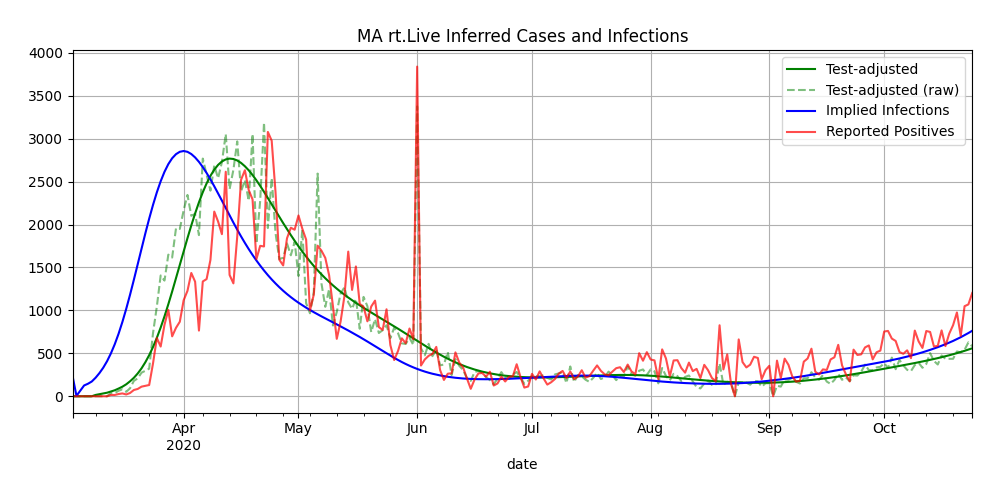 MA rt.Live Inferred Cases and Infections
4000
3500
3000
2500
2000
1500
1000
500
0
Test-adjusted
Test-adjusted (raw)
Implied Infections
Reported Positives
Apr
2020
May
Jun
Jul
Aug
Sep
Oct
date